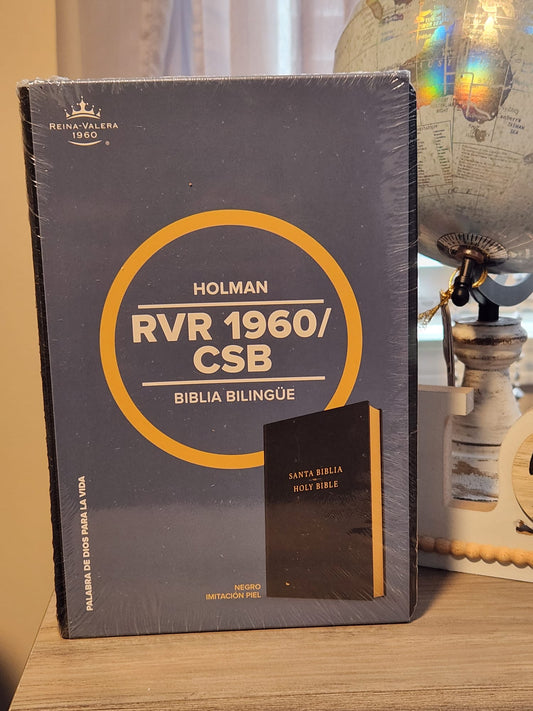 REINA-VALERA
1960
®
HOLMAN
RVR 1960/
CSB
BIBLIA BILINGÜE
SANTA BIBLIA
HOLY BIBLE
NEGRO
IMITACIÓN PIEL
PALABRA DE DIOS PARA LA VIDA